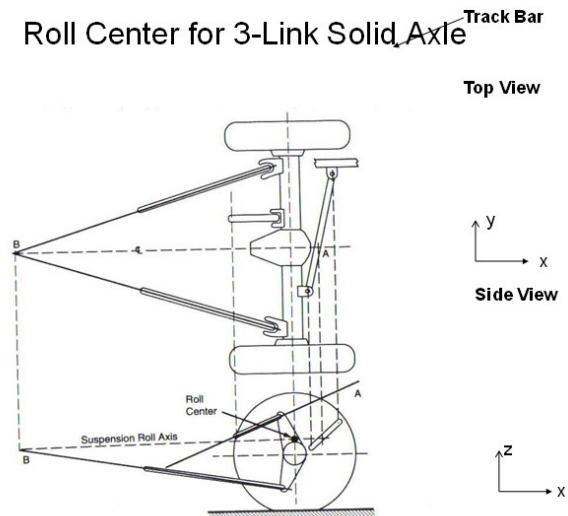 Roll Center for 3-Link Solid Axle
Track Bar
Top View
B
℄
A
y
x
Side View
A
Roll
Center
Suspension Roll Axis
B
z
x